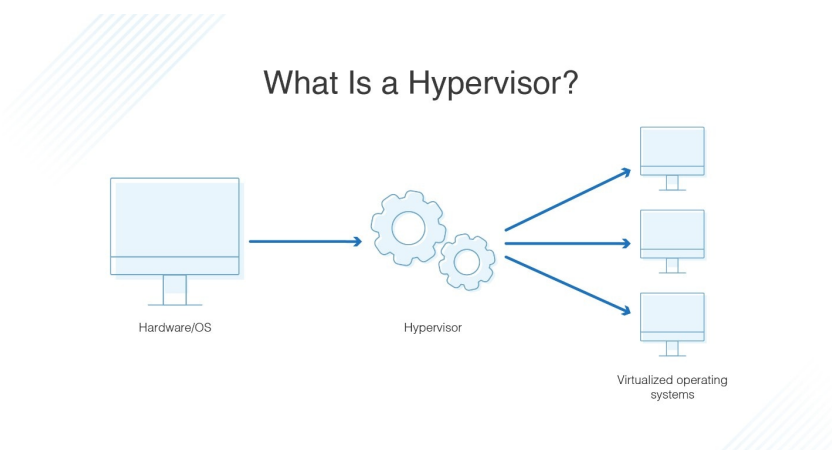 What Is a Hypervisor?
Hardware/OS
Hypervisor
Virtualized operating
systems